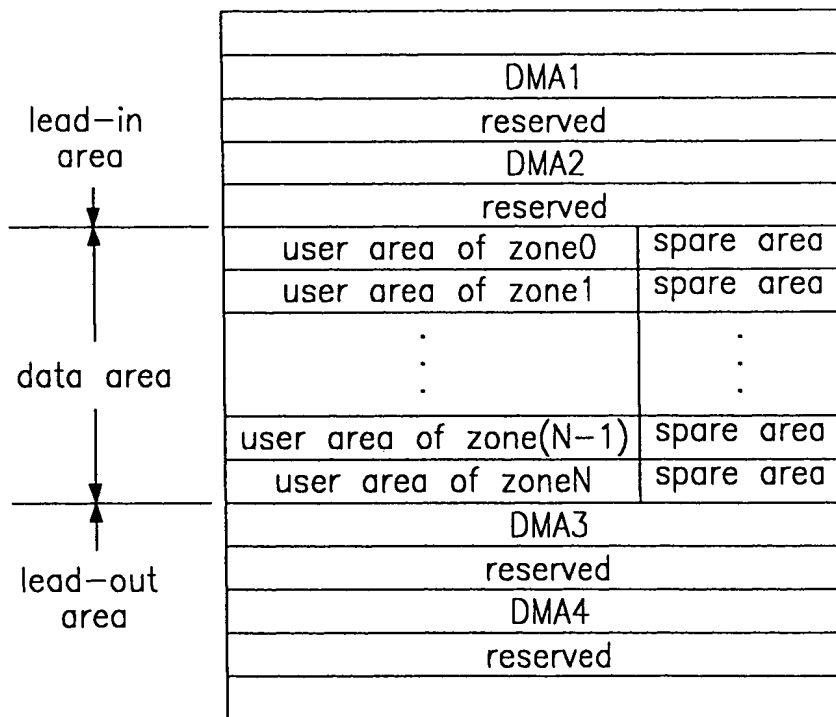 DMA1
reserved
DMA2
reserved
lead-in
area
user area of zone0 spare area
user area of zone1 spare area
data area
user area of zone(N-1) spare area
user area of zoneN spare area
DMA3
reserved
DMA4
reserved
lead-out
area